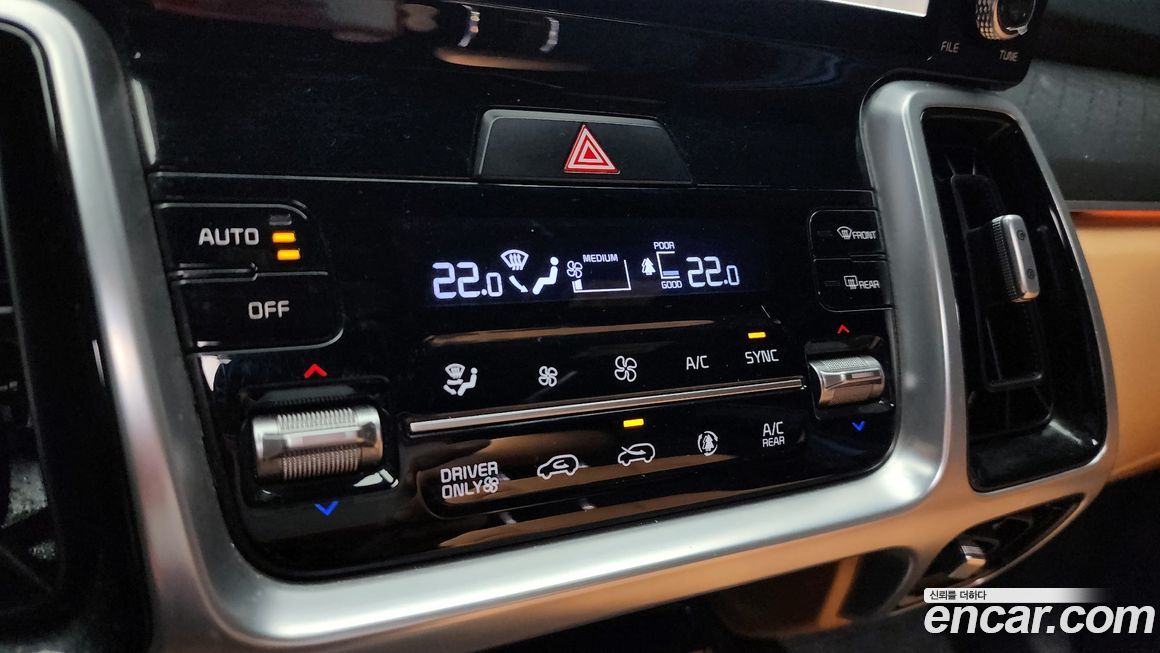 FILE
TUNE
AUTO
OFF
22.0
MEDIUM
POOR
GOOD
22.0
FRONT
REAR
A/C
SYNC
DRIVER
ONLY
A/C
REAR
신뢰를 더하다
encar.com